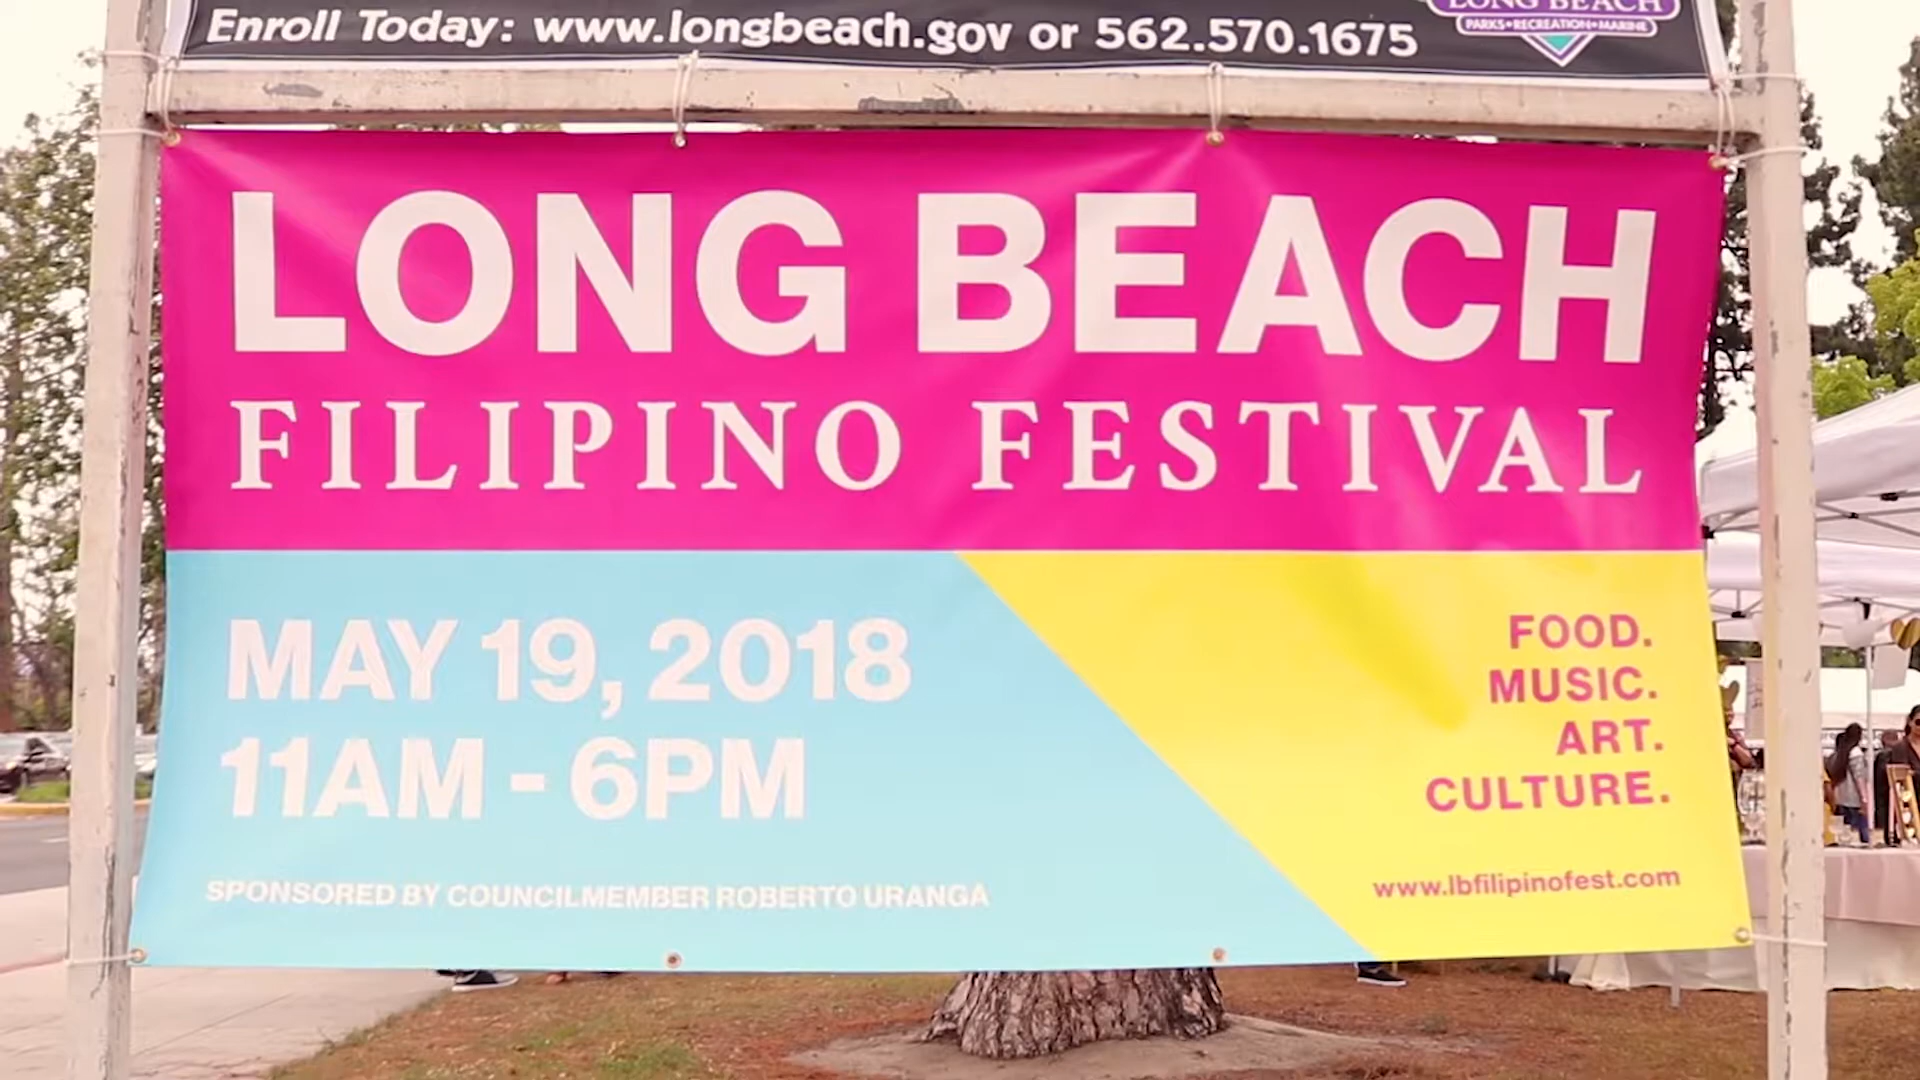 Enroll Today: www.longbeach.gov or 562.570.1675
LONG BEACH
PARKS•RECREATION•MARINE
LONG BEACH
FILIPINO FESTIVAL
MAY 19, 2018
11AM - 6PM
SPONSORED BY COUNCILMEMBER ROBERTO URANGA
FOOD.
MUSIC.
ART.
CULTURE.
www.lbfilipinofest.com